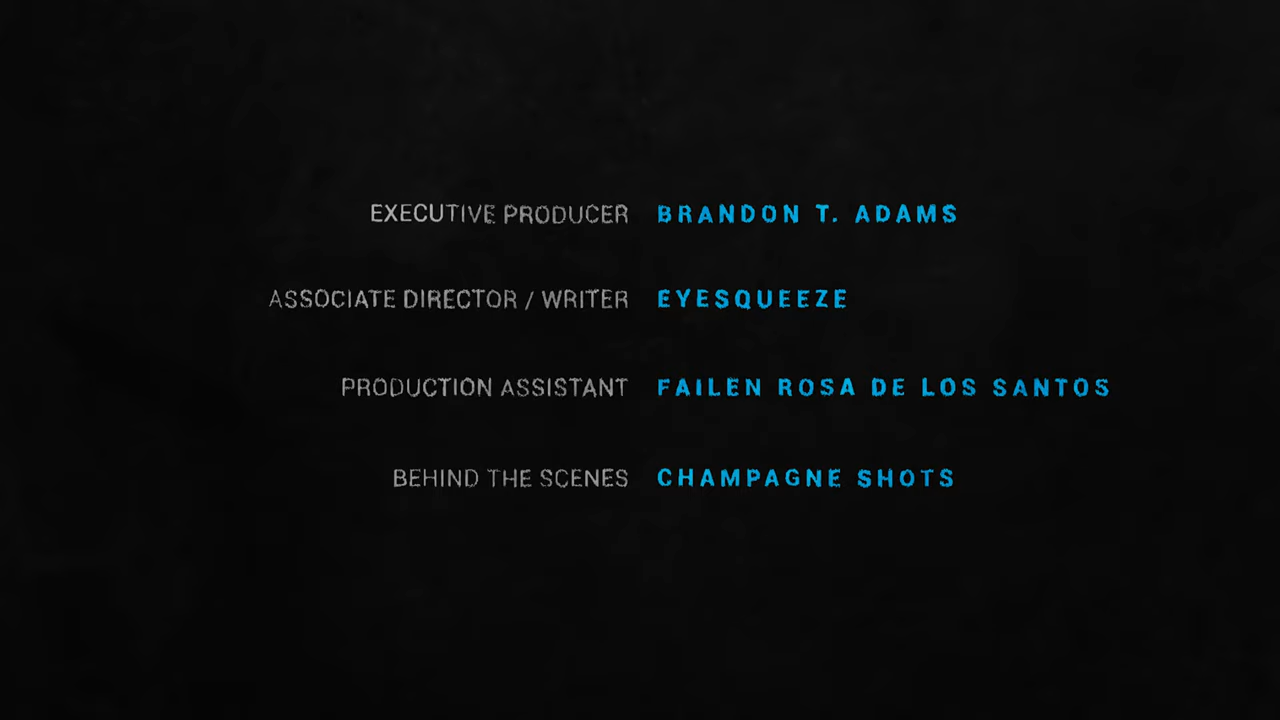 EXECUTIVE PRODUCER BRANDON T. ADAMS
ASSOCIATE DIRECTOR / WRITER EYESQUEEZE
PRODUCTION ASSISTANT FAILEN ROSA DE LOS SANTOS
BEHIND THE SCENES CHAMPAGNE SHOTS